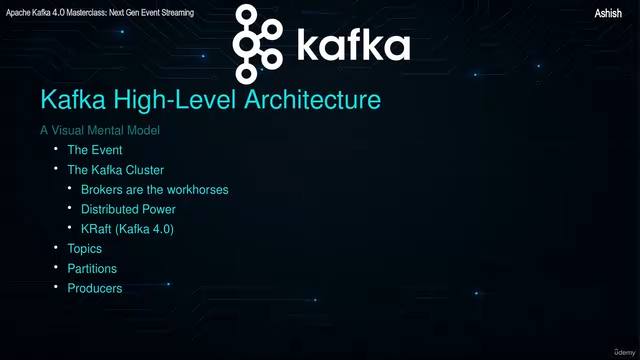 Apache Kafka 4.0 Masterclass: Next Gen Event Streaming
Ashish
kafka
Kafka High-Level Architecture
A Visual Mental Model
• The Event
• The Kafka Cluster
• Brokers are the workhorses
• Distributed Power
• KRaft (Kafka 4.0)
• Topics
• Partitions
• Producers
ûdemy